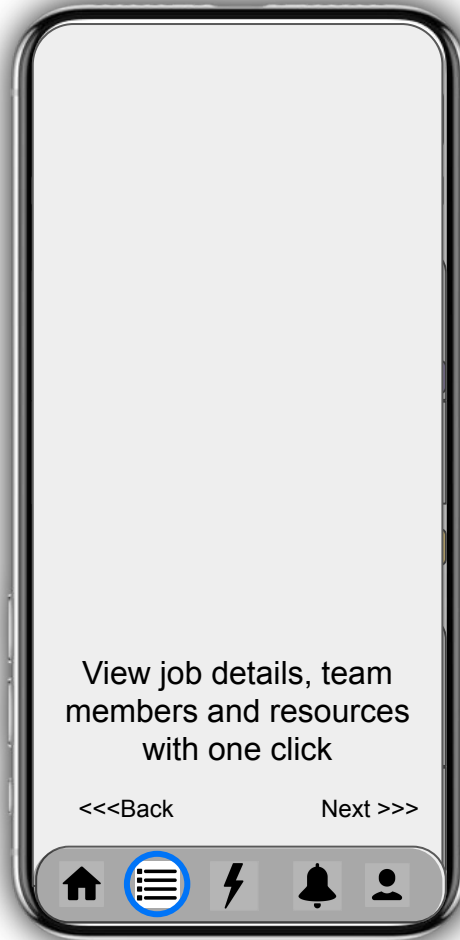 View job details, team
members and resources
with one click
<<<Back
Next >>>